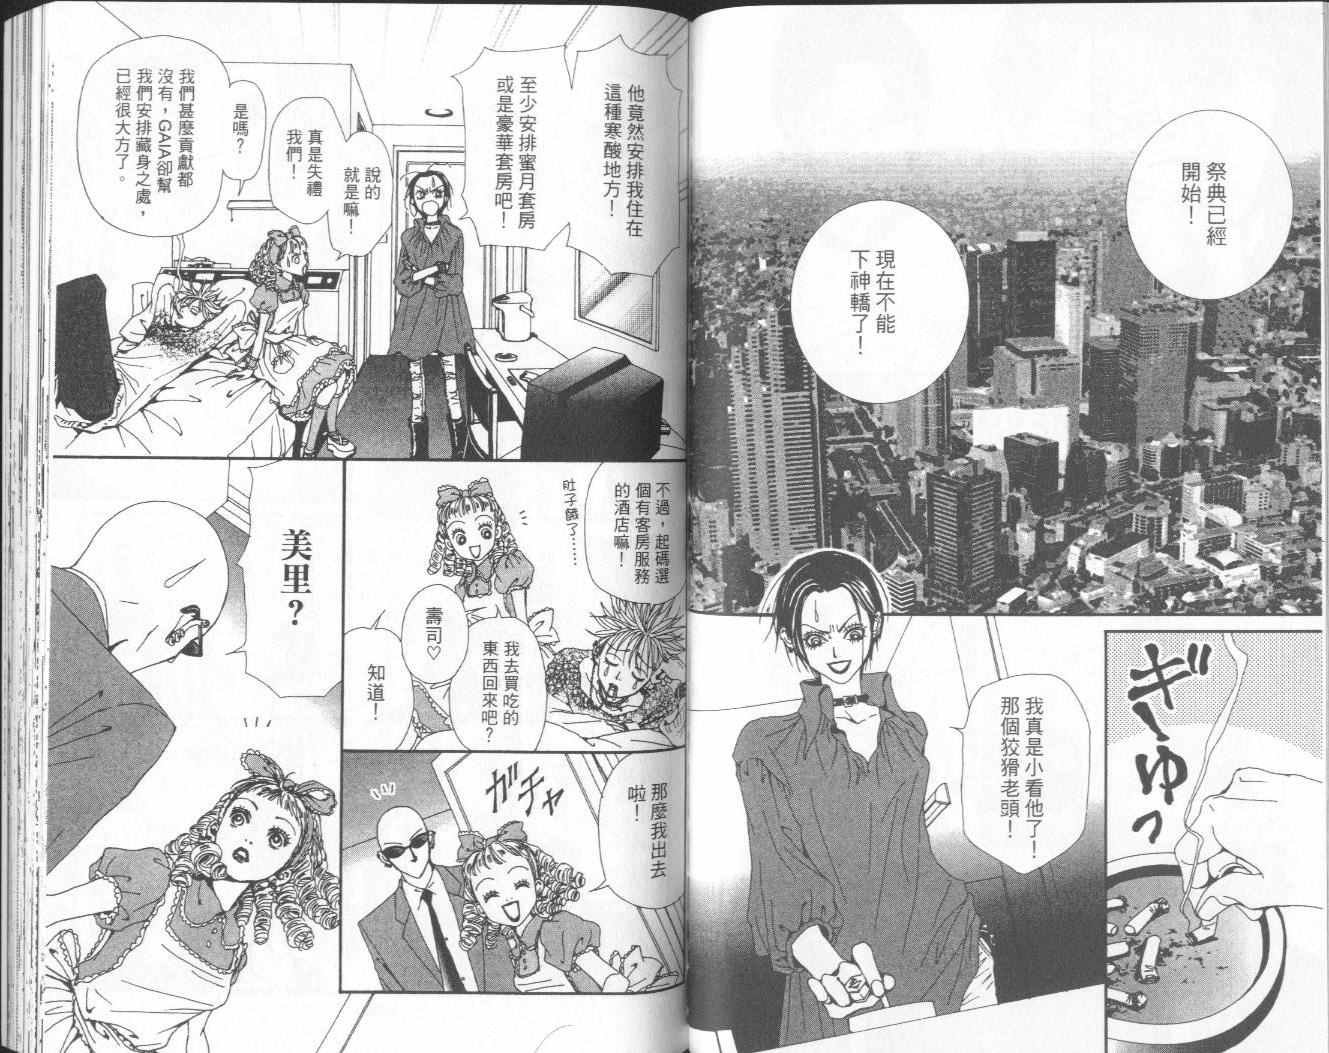 祭典已經
開始！
現在不能
下神轎了！
ギーゅっ
我真是小看他了！
那個狡猾老頭！
他竟然安排我住在
這種寒酸地方！
至少安排蜜月套房
或是豪華套房吧！
說的
就是嘛！
真是失禮
我們！
是嗎？
我們甚麼貢獻都
沒有，GAIA卻幫
我們安排藏身之處，
已經很大方了。
不過，起碼選
個有客房服務
的酒店嘛！
肚子餓了……
我去買吃的
東西回來吧？
壽司♡
知道！
那麼我出去
啦！
ガチャ
美里？